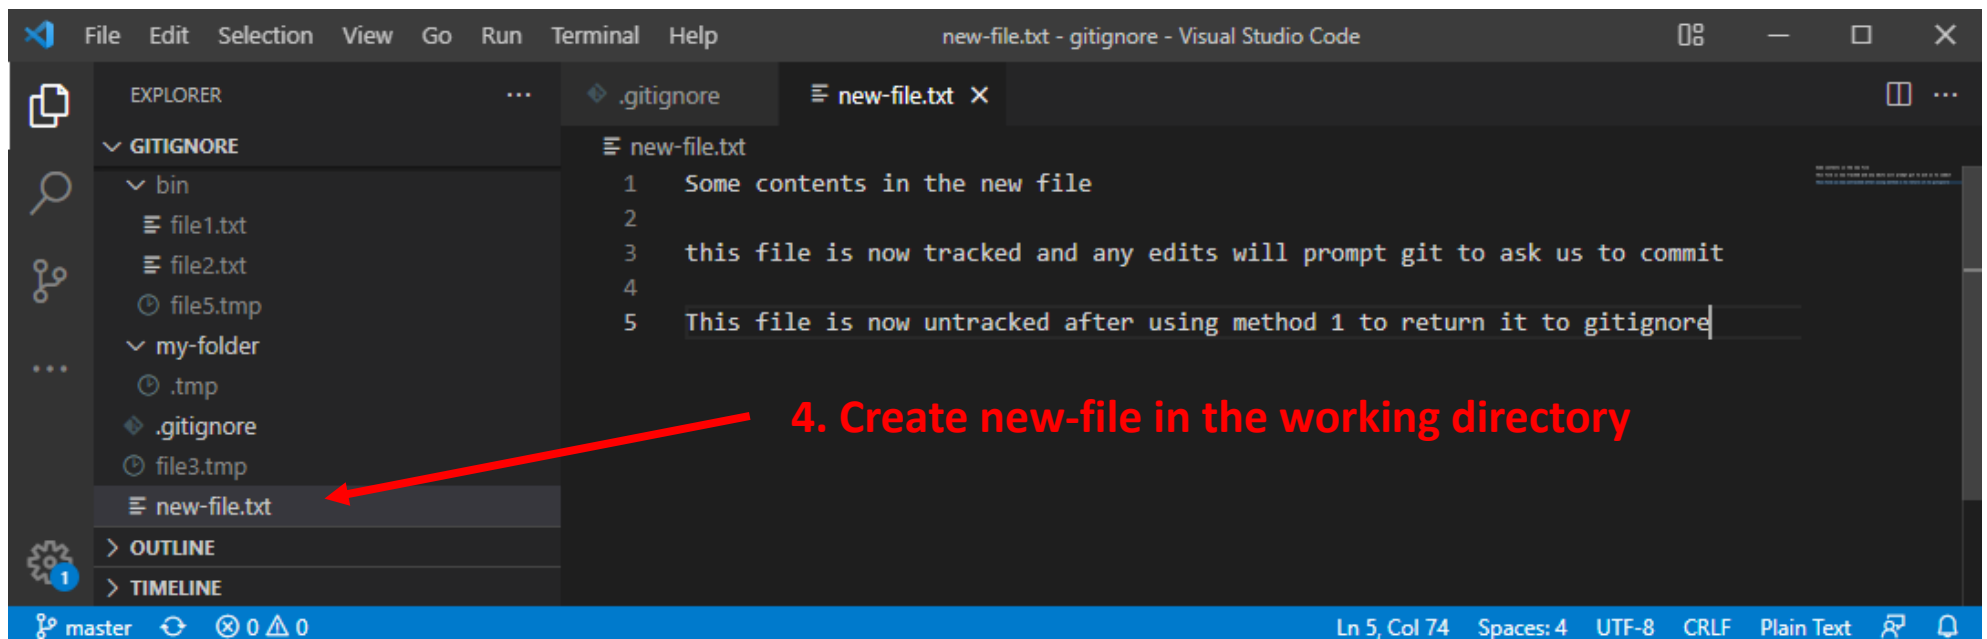 File Edit Selection View Go Run Terminal Help new-file.txt - gitignore - Visual Studio Code
EXPLORER
GITIGNORE
bin
file1.txt
file2.txt
file5.tmp
my-folder
.tmp
.gitignore
file3.tmp
new-file.txt
OUTLINE
TIMELINE
1
.gitignore new-file.txt
new-file.txt
1 Some contents in the new file
2
3 this file is now tracked and any edits will prompt git to ask us to commit
4
5 This file is now untracked after using method 1 to return it to gitignore
4. Create new-file in the working directory
master 0 0 Ln 5, Col 74 Spaces: 4 UTF-8 CRLF Plain Text